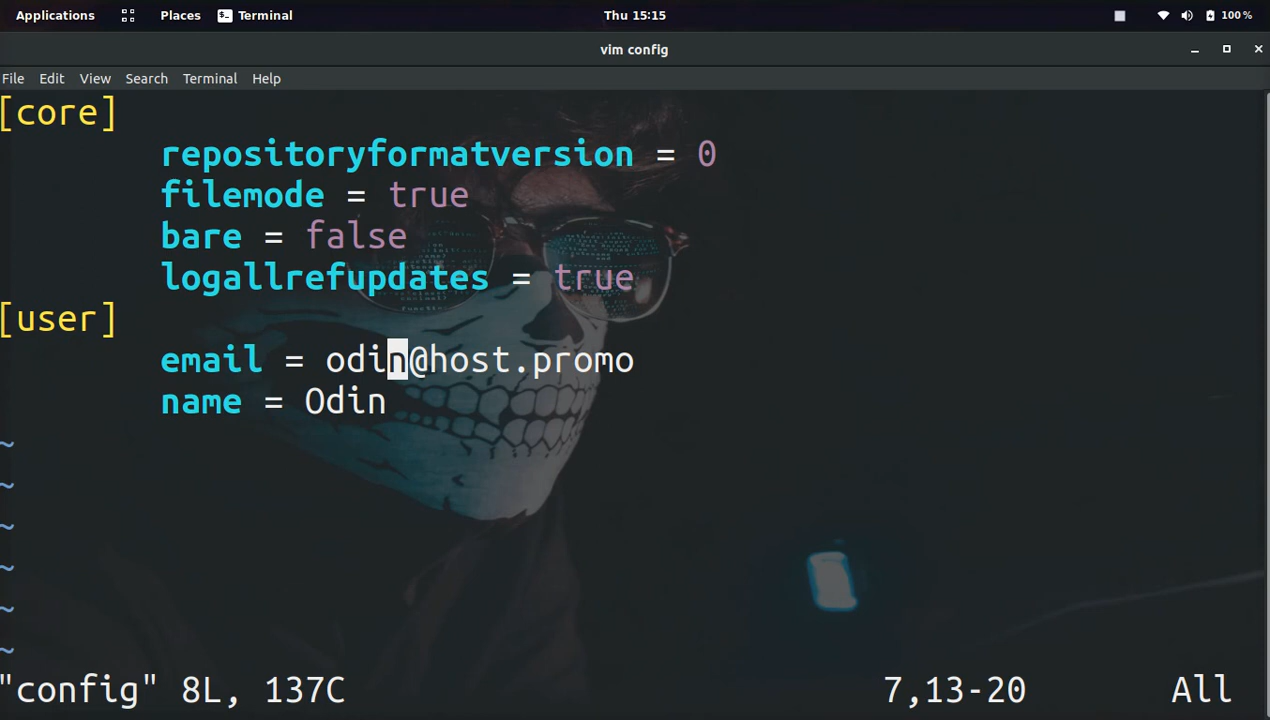 Applications Places Terminal Thu 15:15 100%
vim config
File Edit View Search Terminal Help
[core]
repositoryformatversion = 0
filemode = true
bare = false
logallrefupdates = true
[user]
email = odin@host.promo
name = Odin
~
~
~
~
~
~
"config" 8L, 137C 7,13-20 All